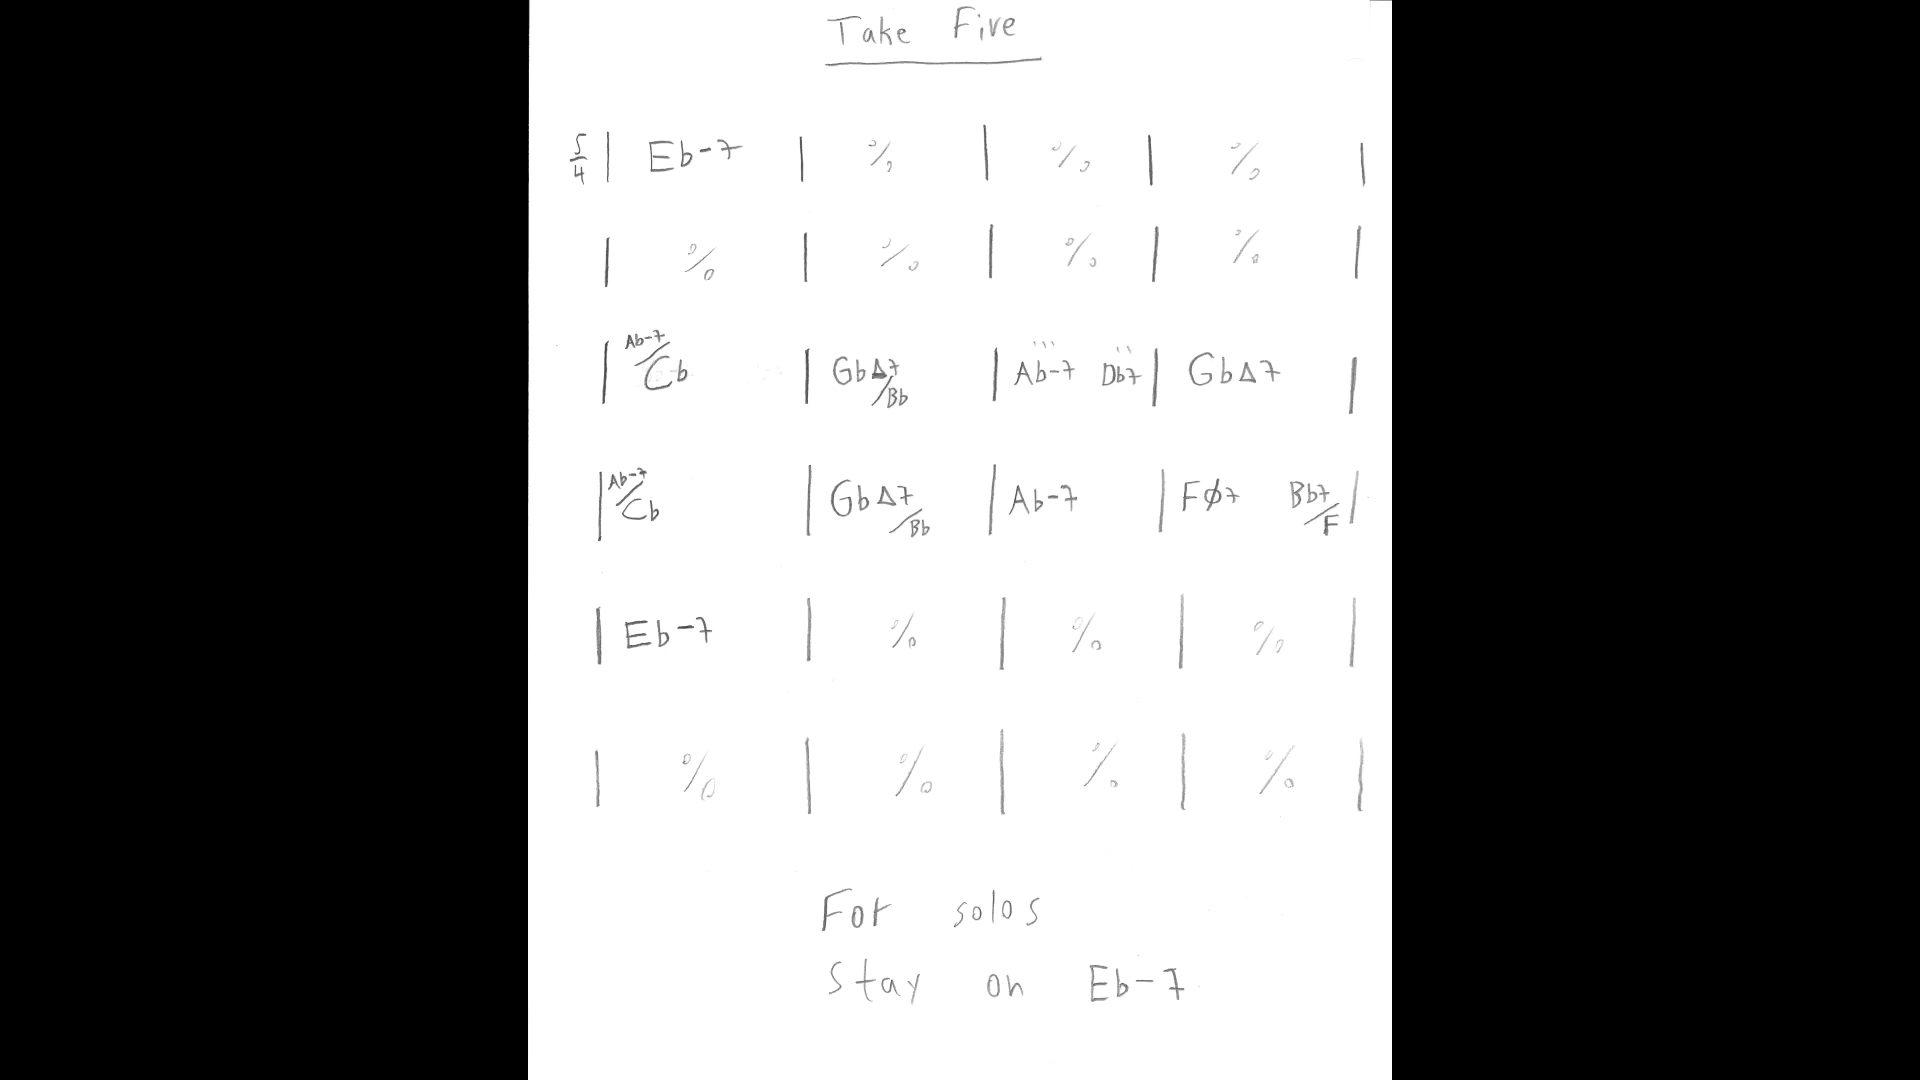 Take Five
5/4 | Eb-7 | % | % | % |
| % | % | % | % |
| Ab-7/Cb | GbΔ7/Bb | Ab-7 Db7 | GbΔ7 |
| Ab-7/Cb | GbΔ7/Bb | Ab-7 | Fø7 Bb7/F |
| Eb-7 | % | % | % |
| % | % | % | % |
For solos
stay on Eb-7